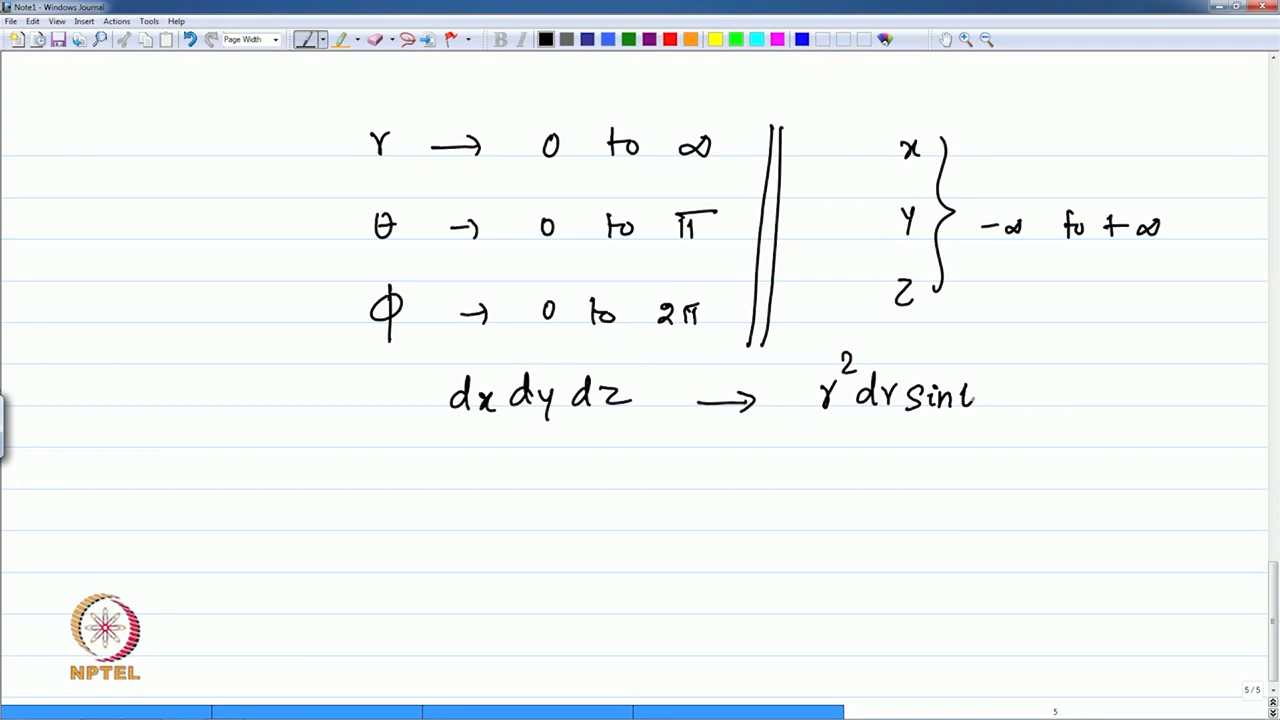 Note1 - Windows Journal
File Edit View Insert Actions Tools Help
Page Width
r → 0 to ∞
θ → 0 to π
ϕ → 0 to 2π
x
y
z
-∞ to +∞
dx dy dz → r² dr sin
NPTEL
5 / 5
5